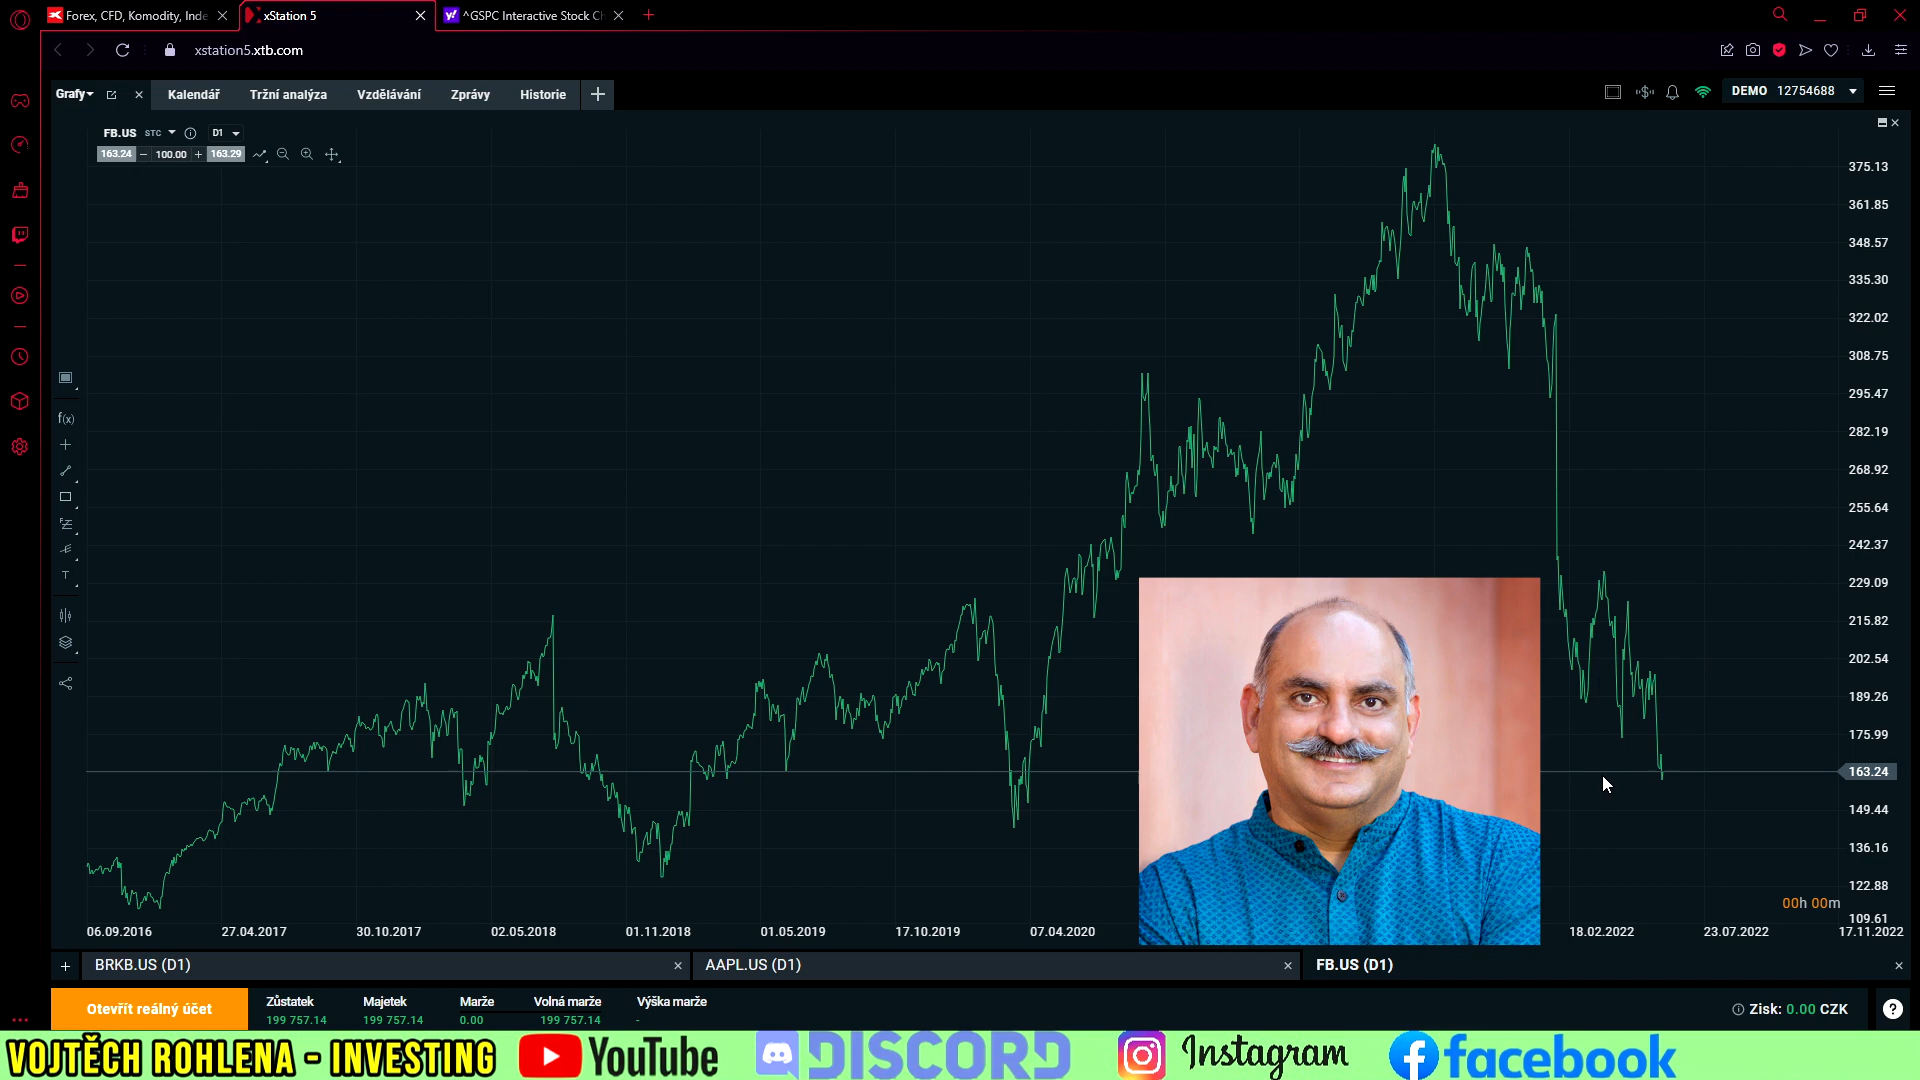 Forex, CFD, Komodity, Inde
xStation 5
^GSPC Interactive Stock Ch
xstation5.xtb.com
Grafy
Kalendář
Tržní analýza
Vzdělávání
Zprávy
Historie
DEMO 12754688
FB.US STC
D1
163.24
100.00
163.29
375.13
361.85
348.57
335.30
322.02
308.75
295.47
282.19
268.92
255.64
242.37
229.09
215.82
202.54
189.26
175.99
163.24
149.44
136.16
122.88
109.61
f(x)
T
00h 00m
06.09.2016
27.04.2017
30.10.2017
02.05.2018
01.11.2018
01.05.2019
17.10.2019
07.04.2020
18.02.2022
23.07.2022
17.11.2022
BRKB.US (D1)
AAPL.US (D1)
FB.US (D1)
Otevřít reálný účet
Zůstatek
199 757.14
Majetek
199 757.14
Marže
0.00
Volná marže
199 757.14
Výška marže
-
Zisk: 0.00 CZK
VOJTĚCH ROHLENA - INVESTING
YouTube
DISCORD
Instagram
facebook